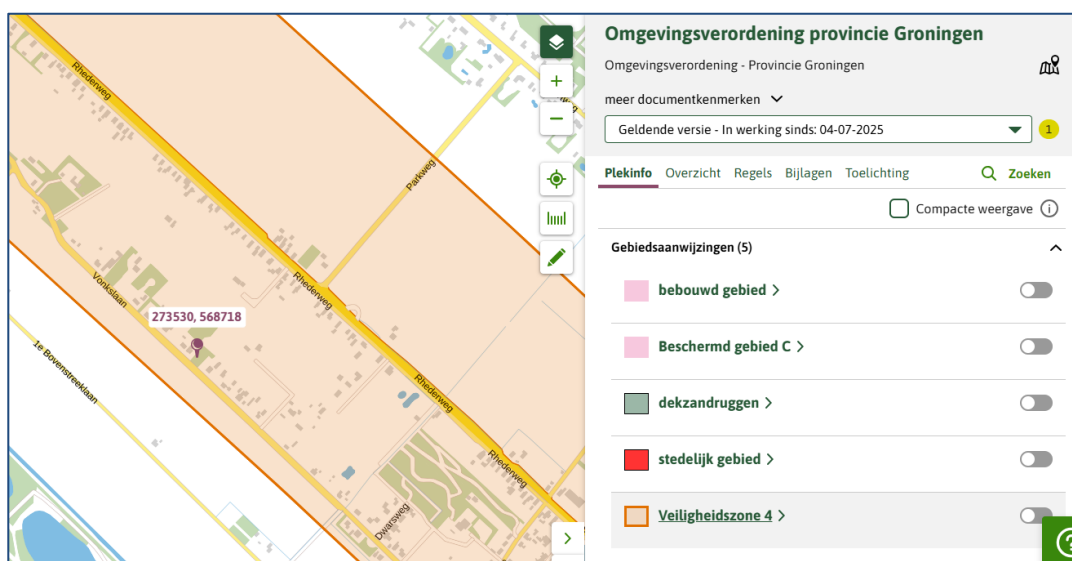 Rhederweg
Parkweg
Vonkslaan
273530, 568718
Rhederweg
1e Bovenstreeklaan
Rhederweg
Rhederweg
Dwarsweg
Omgevingsverordening provincie Groningen
Omgevingsverordening - Provincie Groningen
meer documentkenmerken
Geldende versie - In werking sinds: 04-07-2025
1
Plekinfo Overzicht Regels Bijlagen Toelichting Zoeken
Compacte weergave
Gebiedsaanwijzingen (5)
bebouwd gebied
Beschermd gebied C
dekzandruggen
stedelijk gebied
Veiligheidszone 4